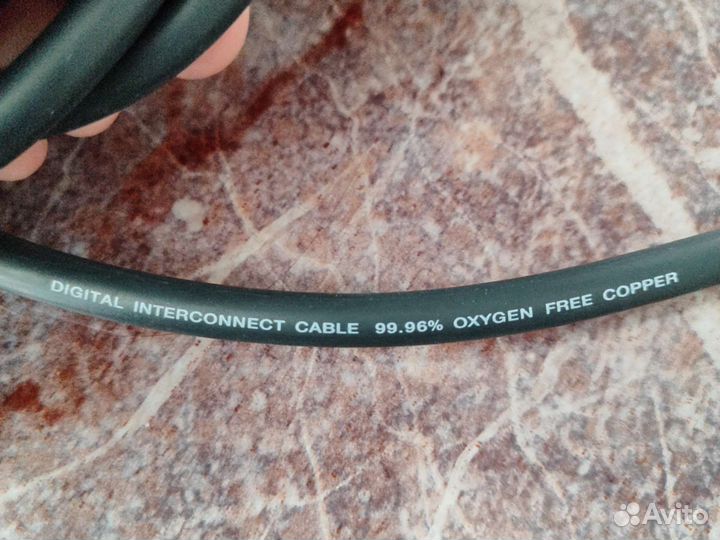 DIGITAL INTERCONNECT CABLE 99.96% OXYGEN FREE COPPER
Avito